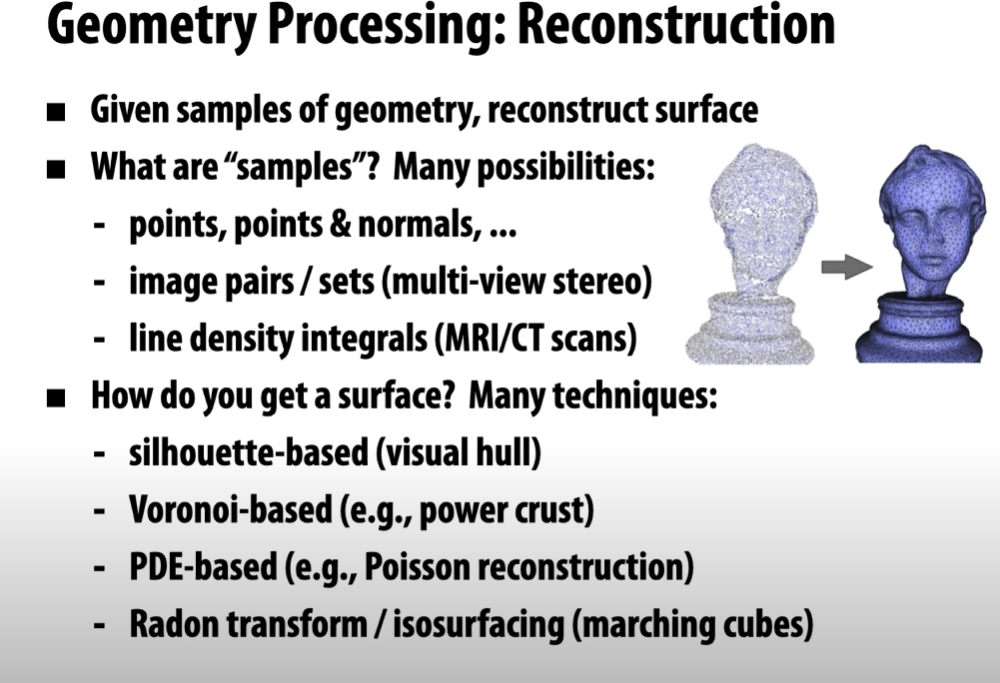 Geometry Processing: Reconstruction
■ Given samples of geometry, reconstruct surface
■ What are “samples”? Many possibilities:
- points, points & normals, ...
- image pairs / sets (multi-view stereo)
- line density integrals (MRI/CT scans)
■ How do you get a surface? Many techniques:
- silhouette-based (visual hull)
- Voronoi-based (e.g., power crust)
- PDE-based (e.g., Poisson reconstruction)
- Radon transform / isosurfacing (marching cubes)